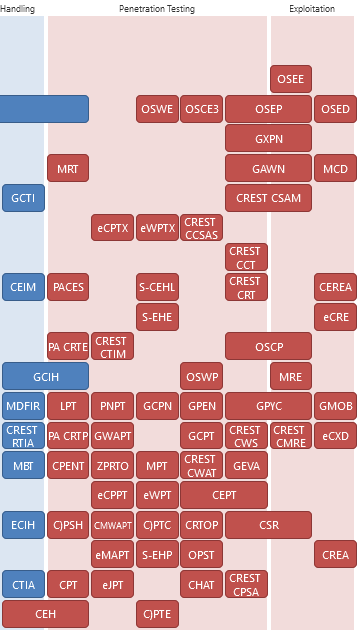 Handling Penetration Testing Exploitation
OSEE
OSWE OSCE3 OSEP OSED
GXPN
MRT GAWN MCD
GCTI CREST CSAM
eCPTX eWPTX CREST CCSAS
CREST CCT
CEIM PACES S-CEHL CREST CRT CEREA
S-EHE eCRE
PA CRTE CREST CTIM OSCP
GCIH OSWP MRE
MDFIR LPT PNPT GCPN GPEN GPYC GMOB
CREST RTIA PA CRTP GWAPT GCPT CREST CWS CREST CMRE eCXD
MBT CPENT ZPRTO MPT CREST CWAT GEVA
eCPPT eWPT CEPT
ECIH C)PSH CMWAPT C)PTC CRTOP CSR
eMAPT S-EHP OPST CREA
CTIA CPT eJPT CHAT CREST CPSA
CEH C)PTE